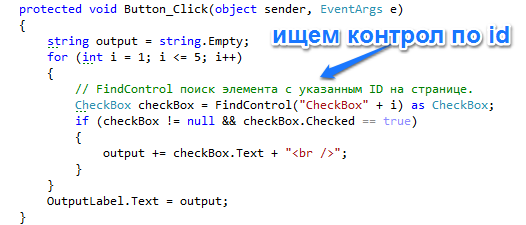 protected void Button_Click(object sender, EventArgs e)
{
string output = string.Empty;
ищем контрол по id
for (int i = 1; i <= 5; i++)
{
// FindControl поиск элемента с указанным ID на странице.
CheckBox checkBox = FindControl("CheckBox" + i) as CheckBox;
if (checkBox != null && checkBox.Checked == true)
{
output += checkBox.Text + "<br />";
}
}
OutputLabel.Text = output;
}